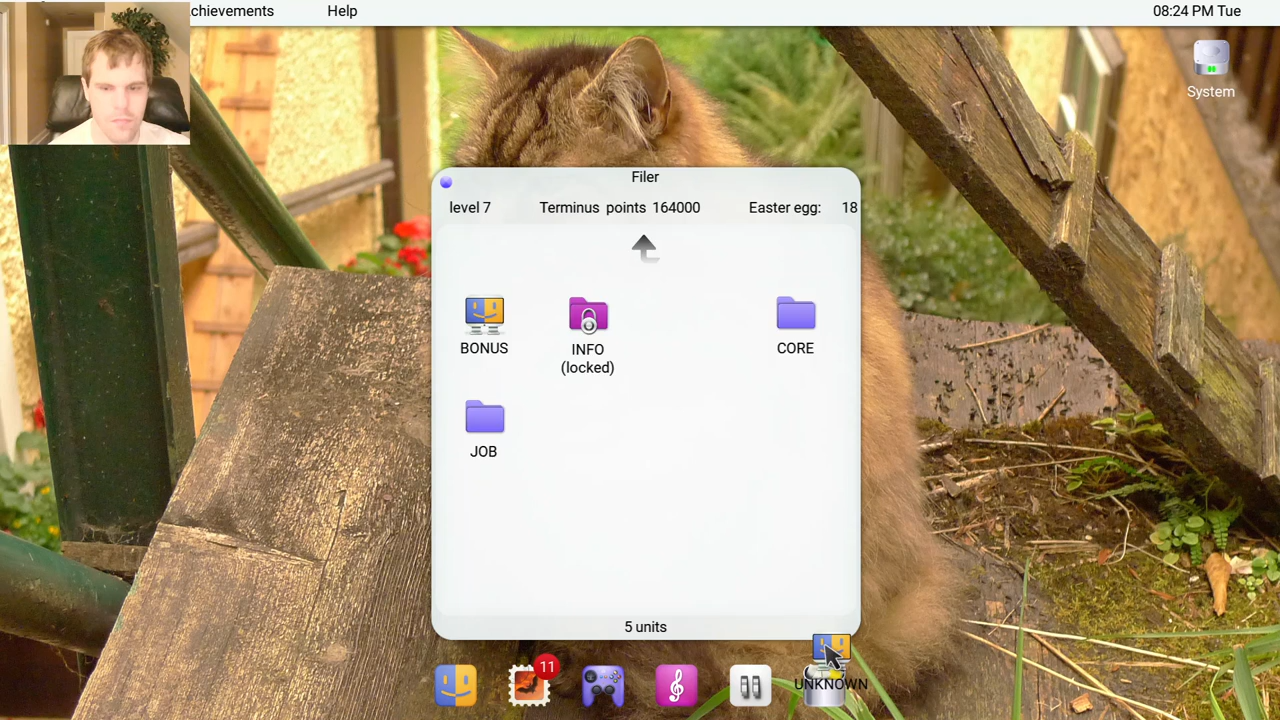 chievements Help 08:24 PM Tue
System
Filer
level 7 Terminus points 164000 Easter egg: 18
BONUS INFO (locked) CORE
JOB
5 units
11
UNKNOWN